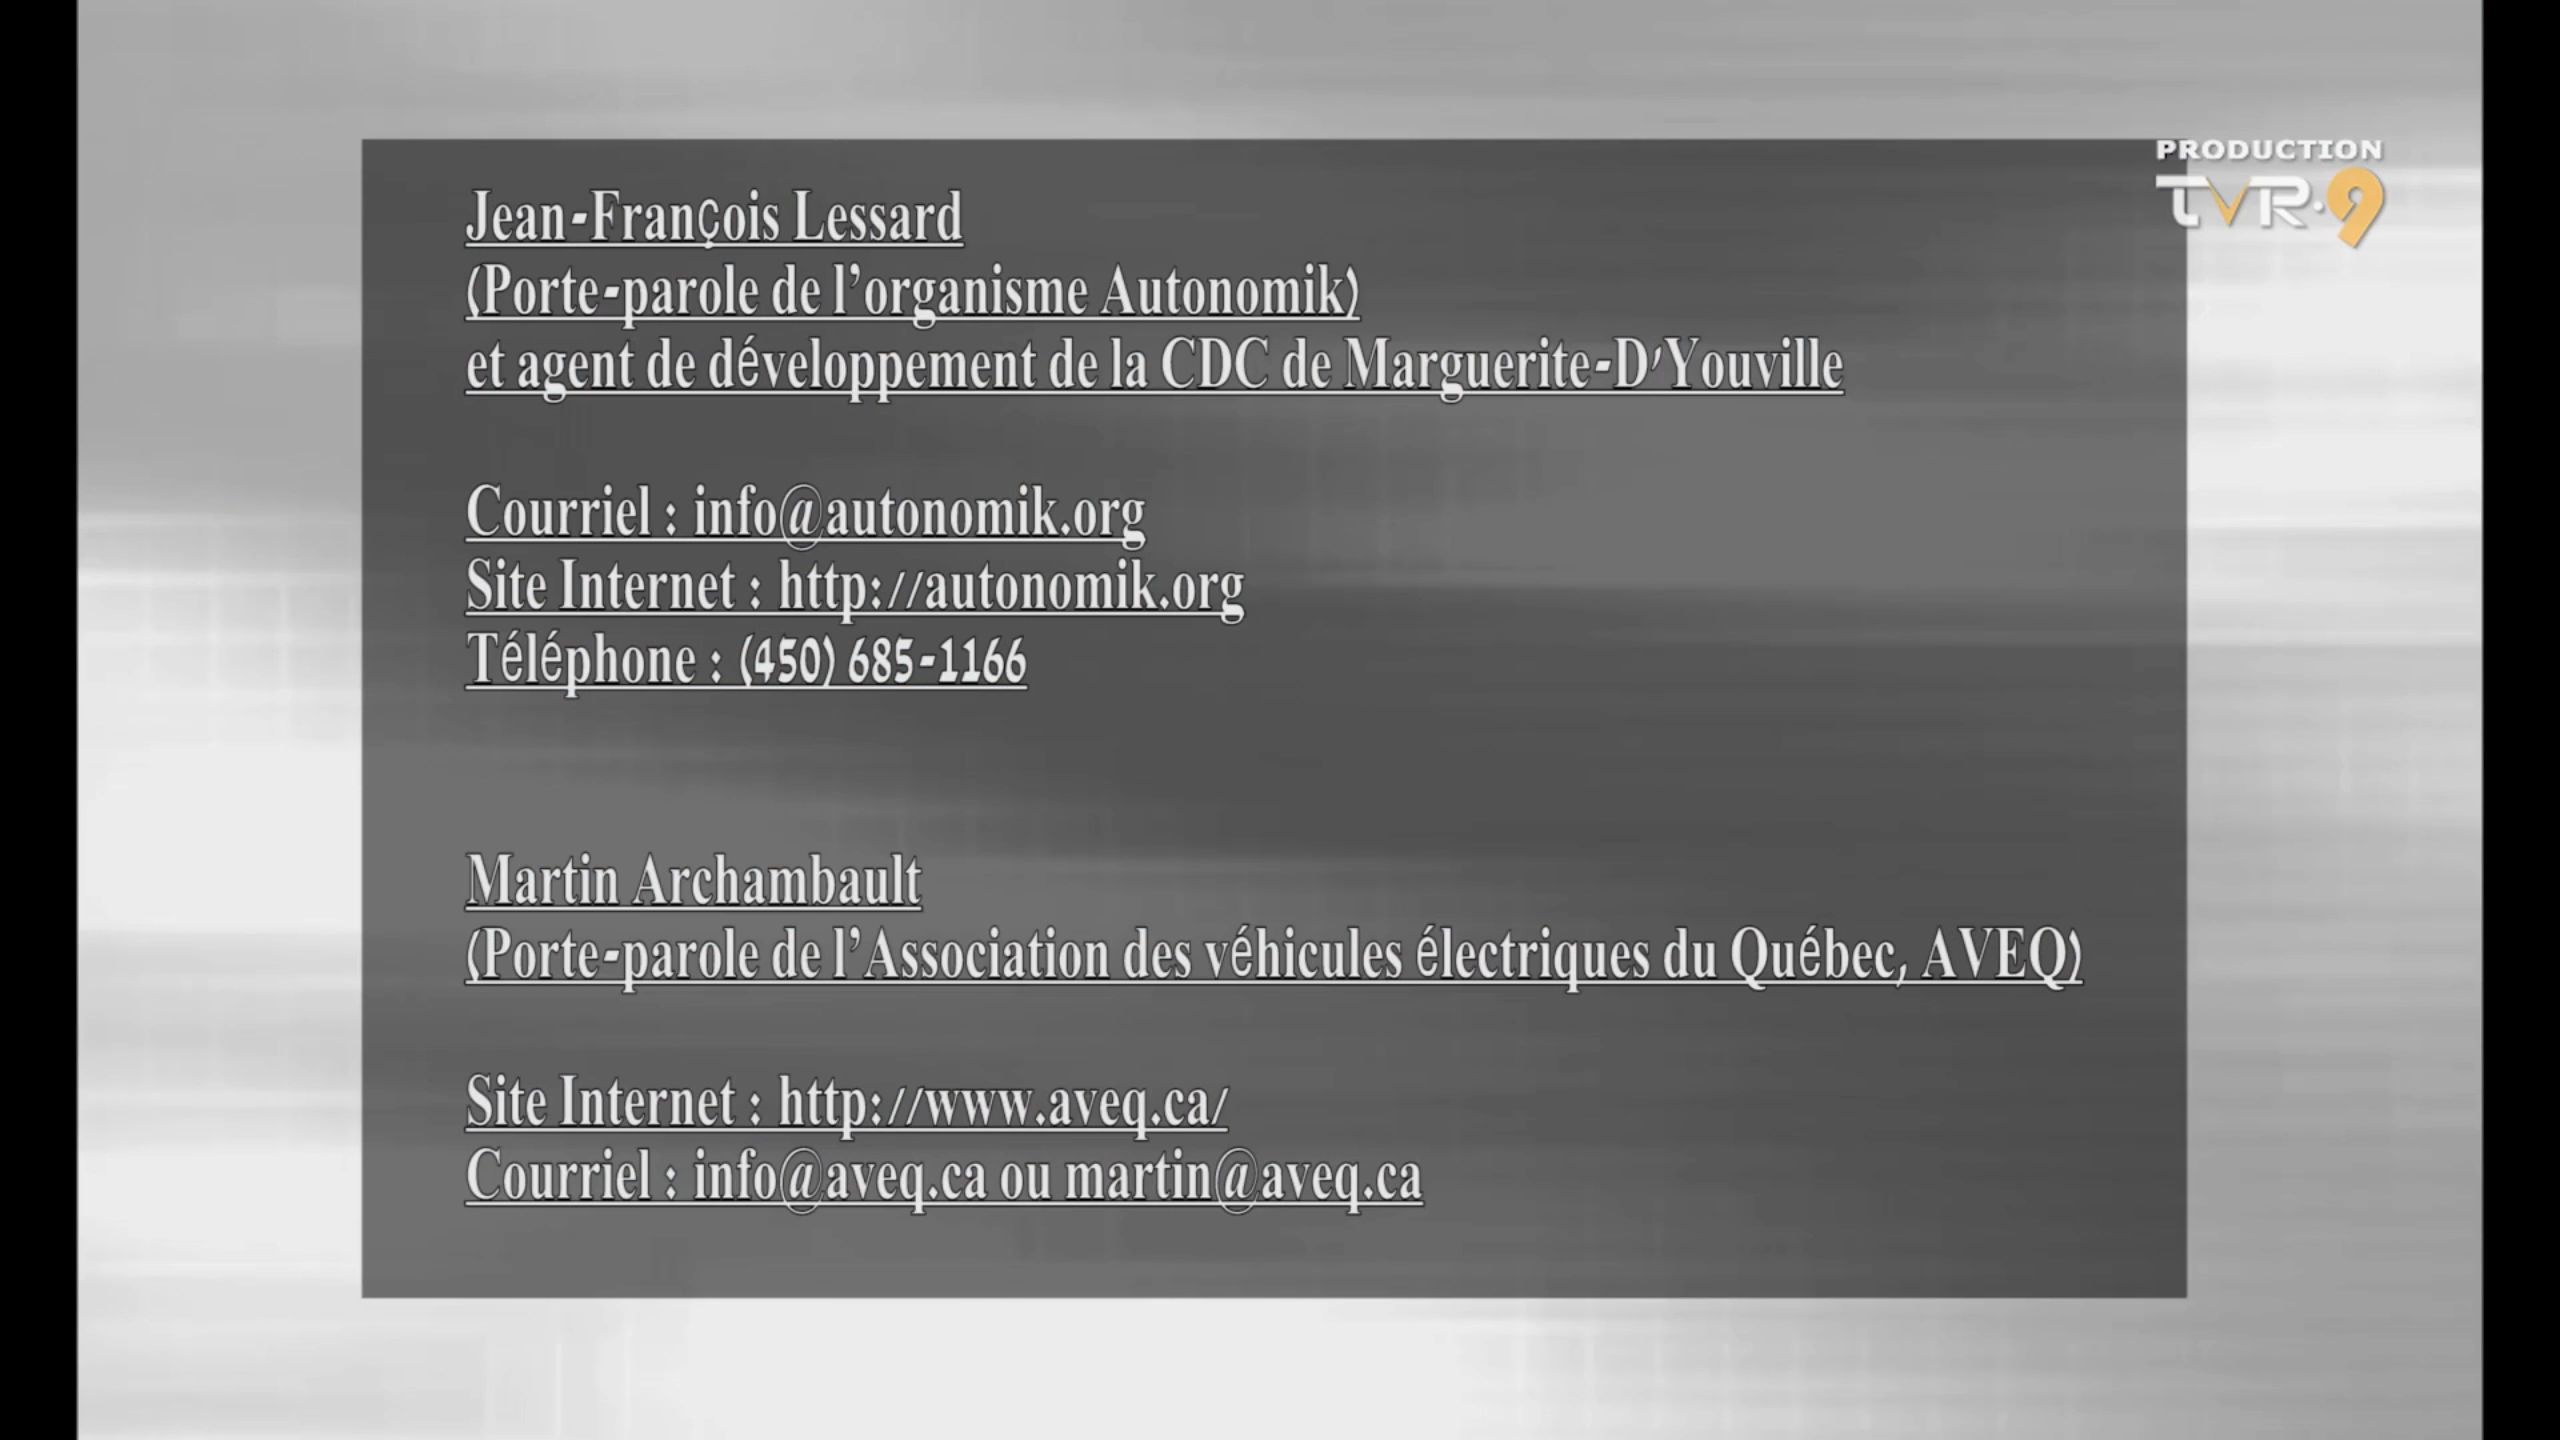 PRODUCTION
TVR·9
Jean-François Lessard
(Porte-parole de l’organisme Autonomik)
et agent de développement de la CDC de Marguerite-D'Youville
Courriel : info@autonomik.org
Site Internet : http://autonomik.org
Téléphone : (450) 685-1166
Martin Archambault
(Porte-parole de l’Association des véhicules électriques du Québec, AVEQ)
Site Internet : http://www.aveq.ca/
Courriel : info@aveq.ca ou martin@aveq.ca